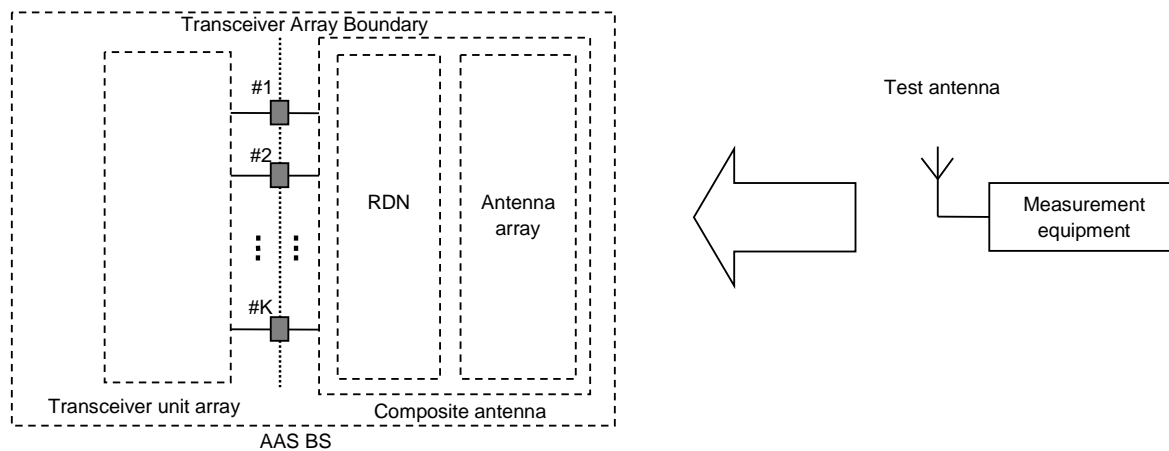 Transceiver Array Boundary
#1
#2
#K
RDN
Antenna
array
Transceiver unit array
Composite antenna
AAS BS
Test antenna
Measurement
equipment